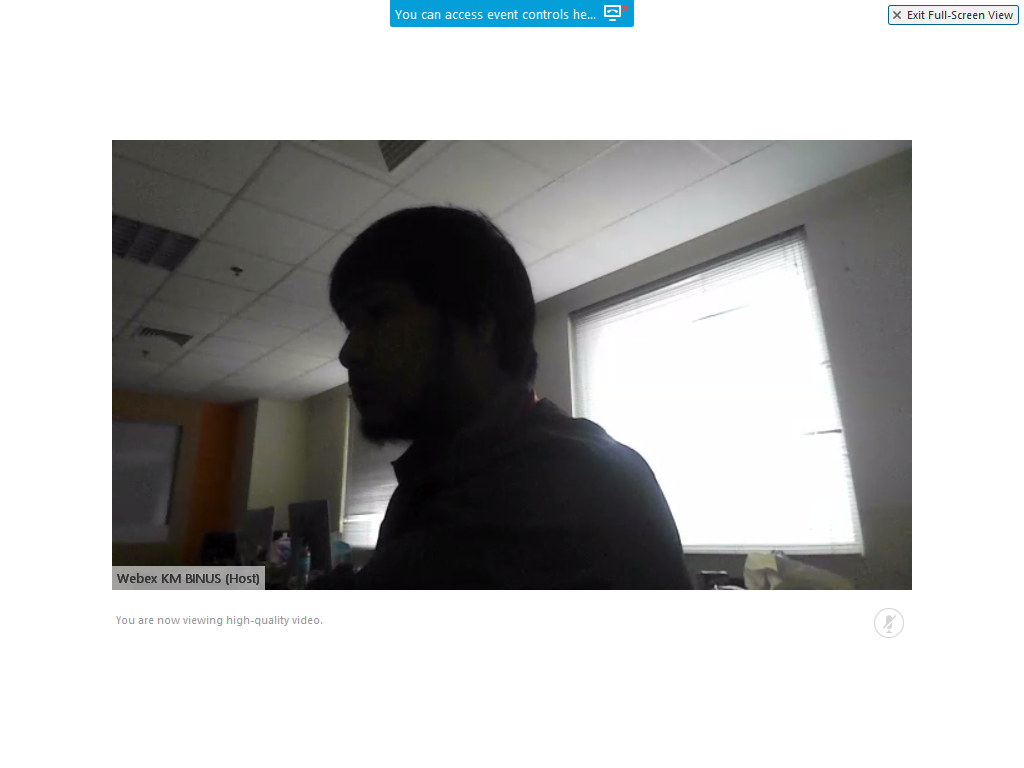 You can access event controls he...
Exit Full-Screen View
Webex KM BINUS (Host)
You are now viewing high-quality video.